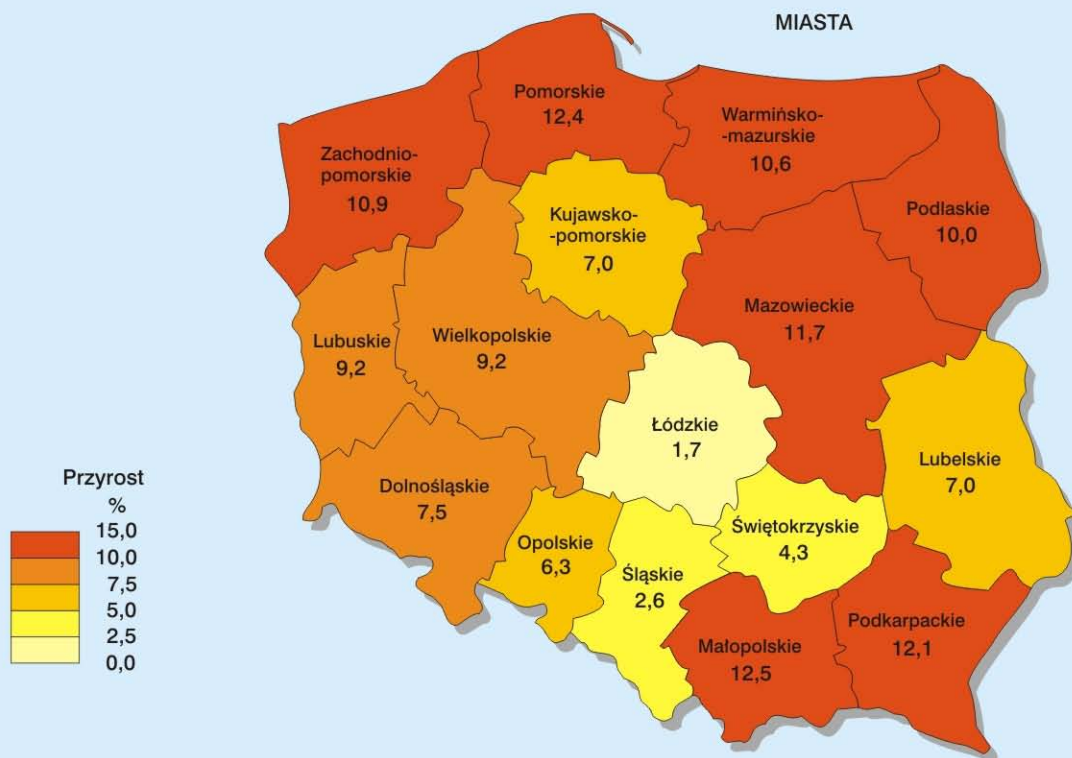 MIASTA
Pomorskie
12,4
Warmińsko-
-mazurskie
10,6
Zachodnio-
pomorskie
10,9
Podlaskie
10,0
Kujawsko-
-pomorskie
7,0
Mazowieckie
11,7
Lubuskie
9,2
Wielkopolskie
9,2
Łódzkie
1,7
Lubelskie
7,0
Dolnośląskie
7,5
Opolskie
6,3
Śląskie
2,6
Świętokrzyskie
4,3
Małopolskie
12,5
Podkarpackie
12,1
Przyrost
%
15,0
10,0
7,5
5,0
2,5
0,0